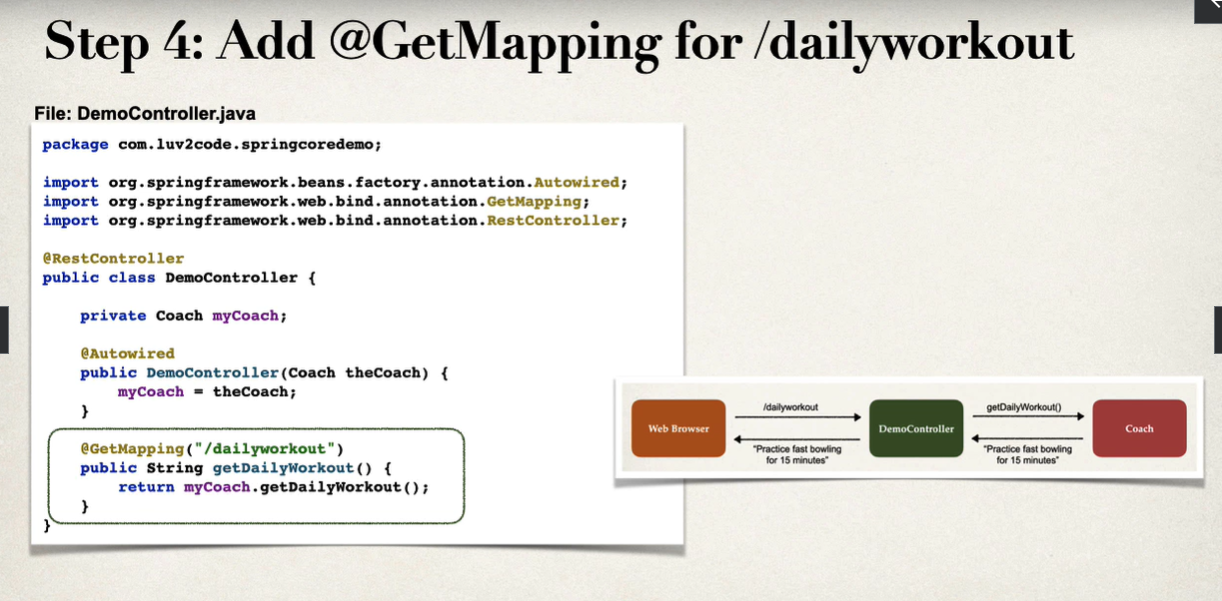 Step 4: Add @GetMapping for /dailyworkout
File: DemoController.java
package com.luv2code.springcoredemo;
import org.springframework.beans.factory.annotation.Autowired;
import org.springframework.web.bind.annotation.GetMapping;
import org.springframework.web.bind.annotation.RestController;
@RestController
public class DemoController {
private Coach myCoach;
@Autowired
public DemoController(Coach theCoach) {
myCoach = theCoach;
}
@GetMapping("/dailyworkout")
public String getDailyWorkout() {
return myCoach.getDailyWorkout();
}
}
Web Browser
/dailyworkout
"Practice fast bowling
for 15 minutes"
DemoController
getDailyWorkout()
"Practice fast bowling
for 15 minutes"
Coach